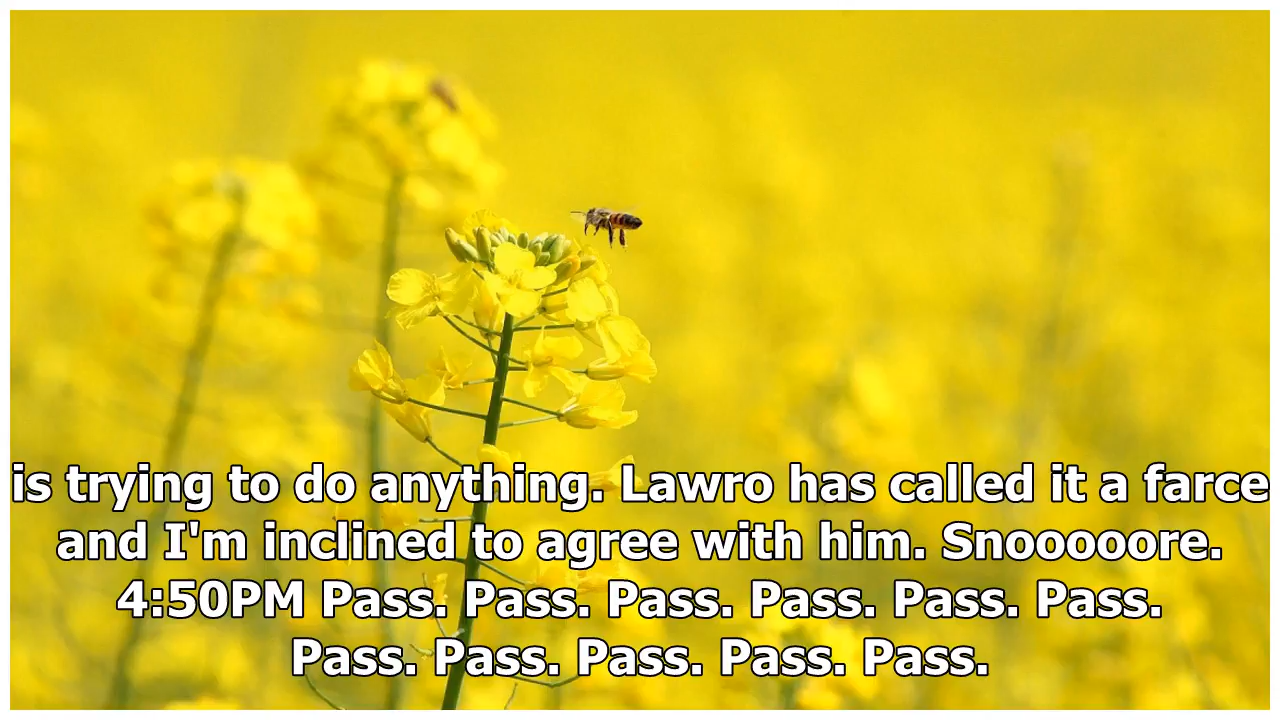 is trying to do anything. Lawro has called it a farce
and I'm inclined to agree with him. Snooooore.
4:50PM Pass. Pass. Pass. Pass. Pass. Pass.
Pass. Pass. Pass. Pass. Pass.